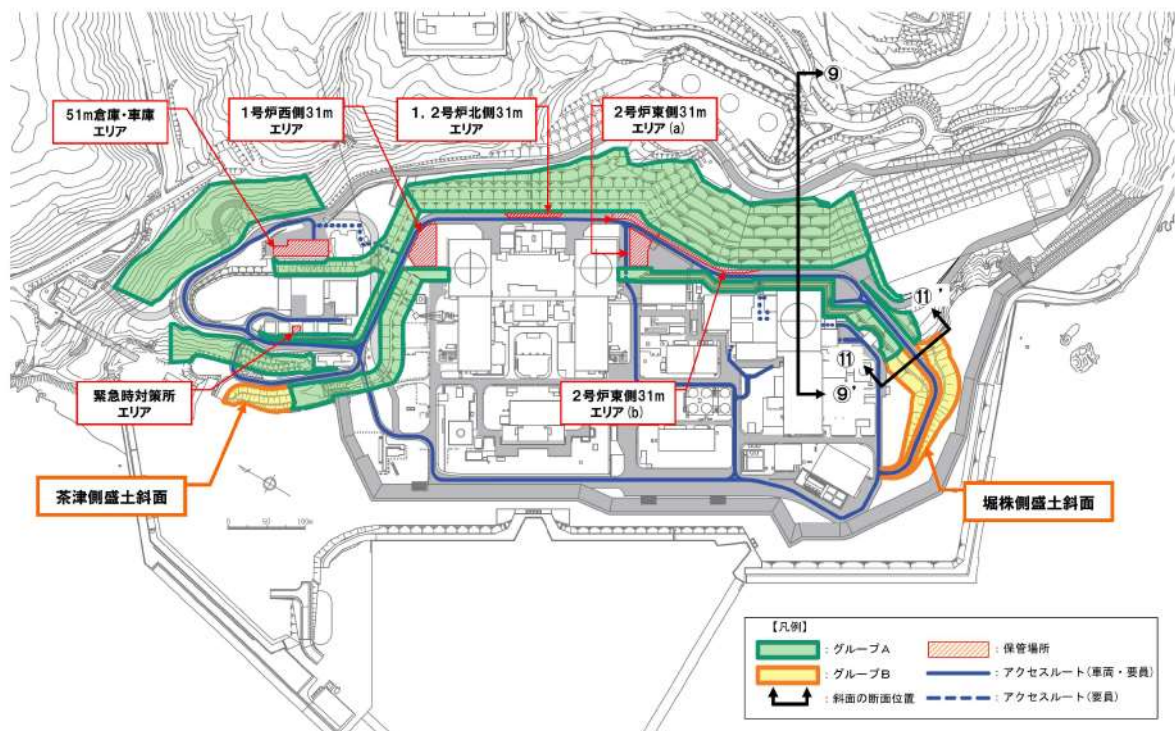 ⑨
51m倉庫・車庫
エリア
1号炉西側31m
エリア
1，2号炉北側31m
エリア
2号炉東側31m
エリア(a)
⑪'
⑪
⑨'
緊急時対策所
エリア
2号炉東側31m
エリア(b)
茶津側盛土斜面
堀株側盛土斜面
0 50 100m
【凡例】
：グループA
：グループB
：斜面の断面位置
：保管場所
：アクセスルート(車両・要員)
：アクセスルート(要員)